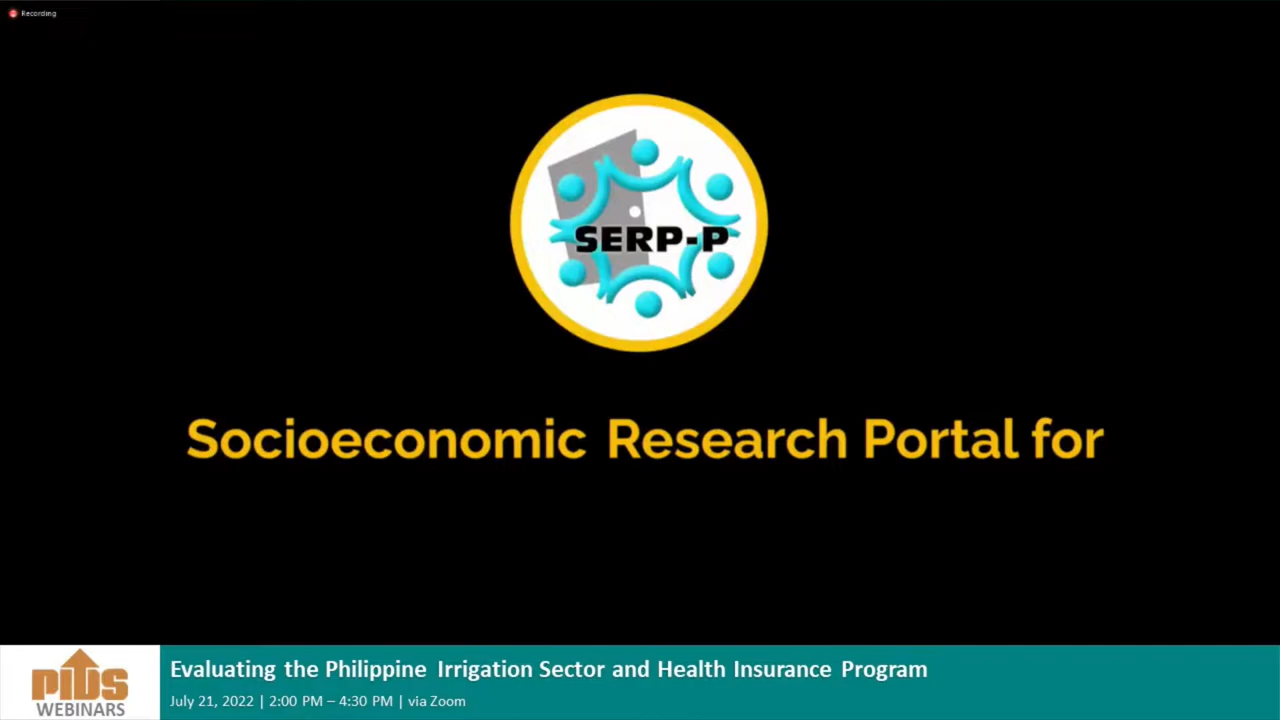 Recording
SERP-P
Socioeconomic Research Portal for
PIDS
WEBINARS
Evaluating the Philippine Irrigation Sector and Health Insurance Program
July 21, 2022 | 2:00 PM – 4:30 PM | via Zoom